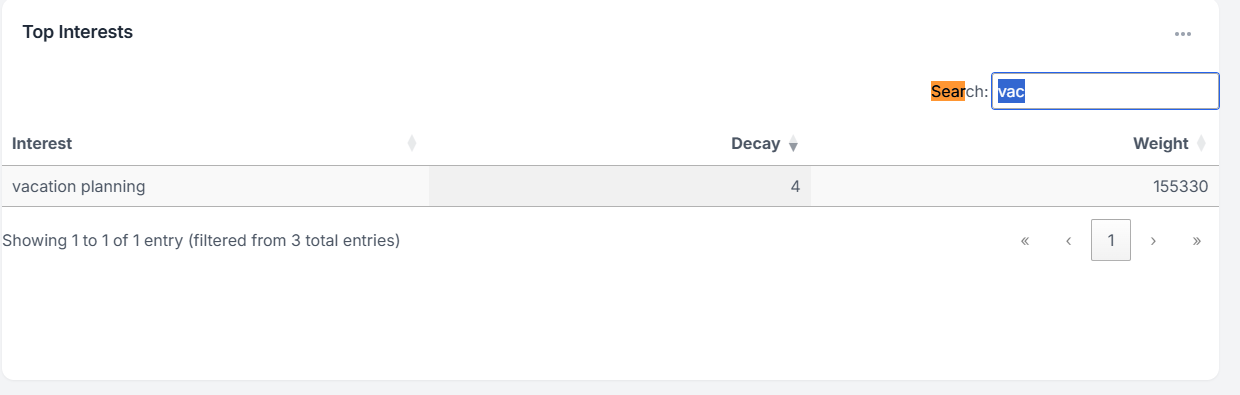 Top Interests
Search: vac
Interest Decay Weight
vacation planning 4 155330
Showing 1 to 1 of 1 entry (filtered from 3 total entries) « ‹ 1 › »